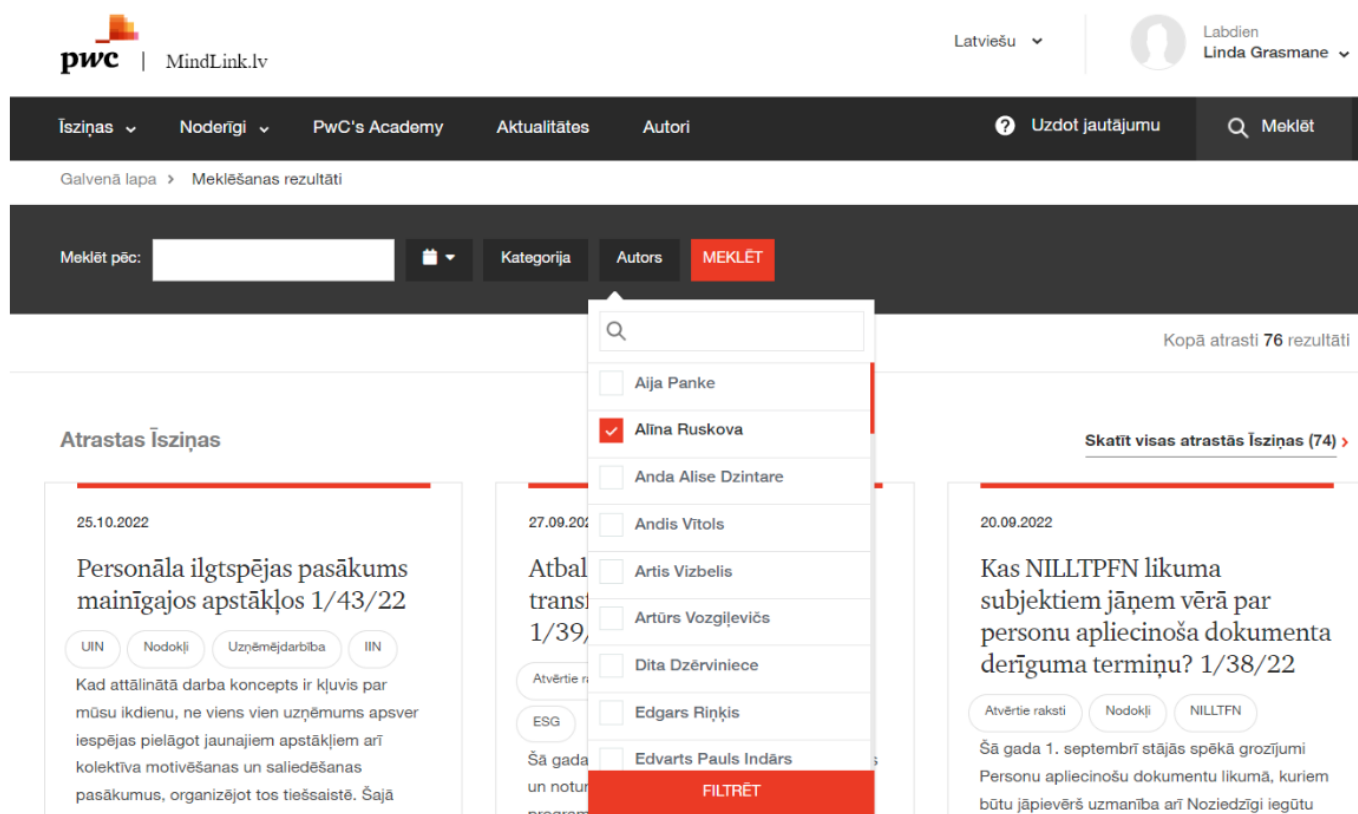 pwc | MindLink.lv
Latviešu
Labdien
Linda Grasmane
Īsziņas
Noderīgi
PwC's Academy
Aktualitātes
Autori
? Uzdot jautājumu
Meklēt
Galvenā lapa > Meklēšanas rezultāti
Meklēt pēc:
Kategorija
Autors
MEKLĒT
Kopā atrasti 76 rezultāti
Aija Panke
Alīna Ruskova
Anda Alise Dzintare
Andis Vītols
Artis Vizbelis
Artūrs Vozgiļevičs
Dita Dzērviniece
Edgars Riņķis
Edvarts Pauls Indārs
FILTRĒT
Atrastas Īsziņas
Skatīt visas atrastās Īsziņas (74) >
25.10.2022
Personāla ilgtspējas pasākums
mainīgajos apstākļos 1/43/22
UIN
Nodokļi
Uzņēmējdarbība
IIN
Kad attālinātā darba koncepts ir kļuvis par
mūsu ikdienu, ne viens vien uzņēmums apsver
iespējas pielāgot jaunajiem apstākļiem arī
kolektīva motivēšanas un saliedēšanas
pasākumus, organizējot tos tiešsaistē. Šajā
27.09.202
Atbal
1/39/
Atvērtie
ESG
Šā gada
un notur
20.09.2022
Kas NILLTPFN likuma
subjektiem jāņem vērā par
personu apliecinoša dokumenta
derīguma termiņu? 1/38/22
Atvērtie raksti
Nodokļi
NILLTFN
Šā gada 1. septembrī stājās spēkā grozījumi
Personu apliecinošu dokumentu likumā, kuriem
būtu jāpievērš uzmanība arī Noziedzīgi iegūtu